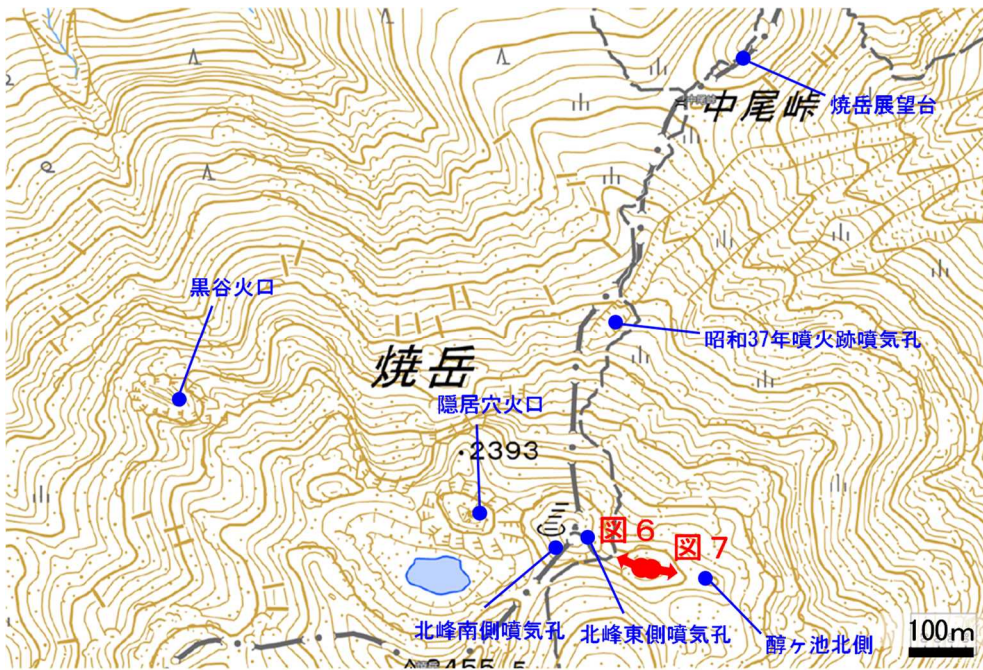 中尾峠
焼岳展望台
黒谷火口
昭和37年噴火跡噴気孔
焼岳
隠居穴火口
2393
図6
図7
北峰南側噴気孔
北峰東側噴気孔
醇ヶ池北側
100m
455.5